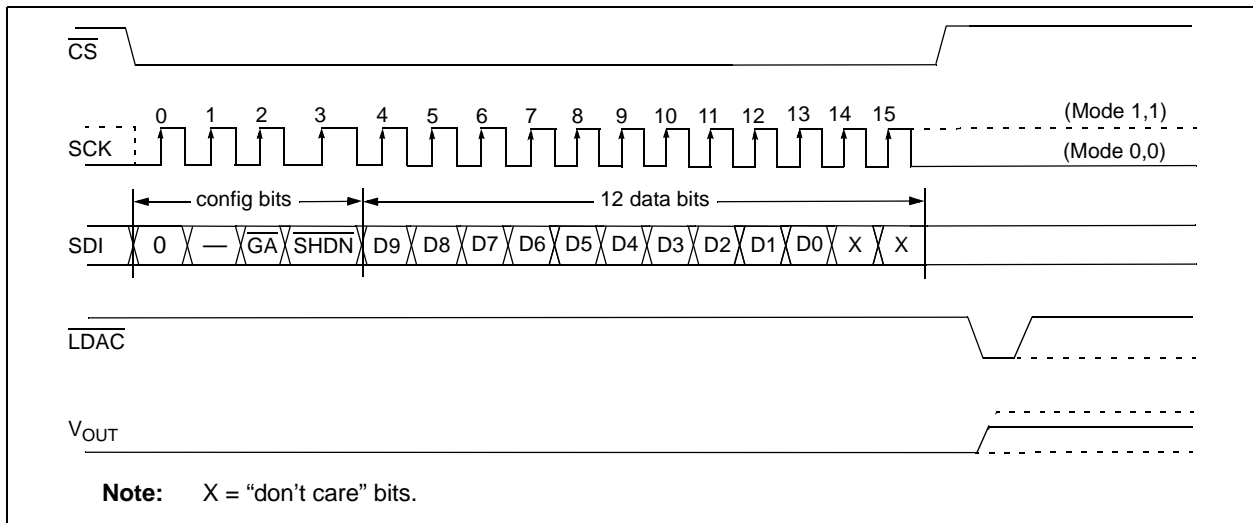 CS
0 1 2 3 4 5 6 7 8 9 10 11 12 13 14 15 (Mode 1,1)
SCK (Mode 0,0)
config bits 12 data bits
SDI 0 — GA SHDN D9 D8 D7 D6 D5 D4 D3 D2 D1 D0 X X
LDAC
VOUT
Note: X = “don’t care” bits.